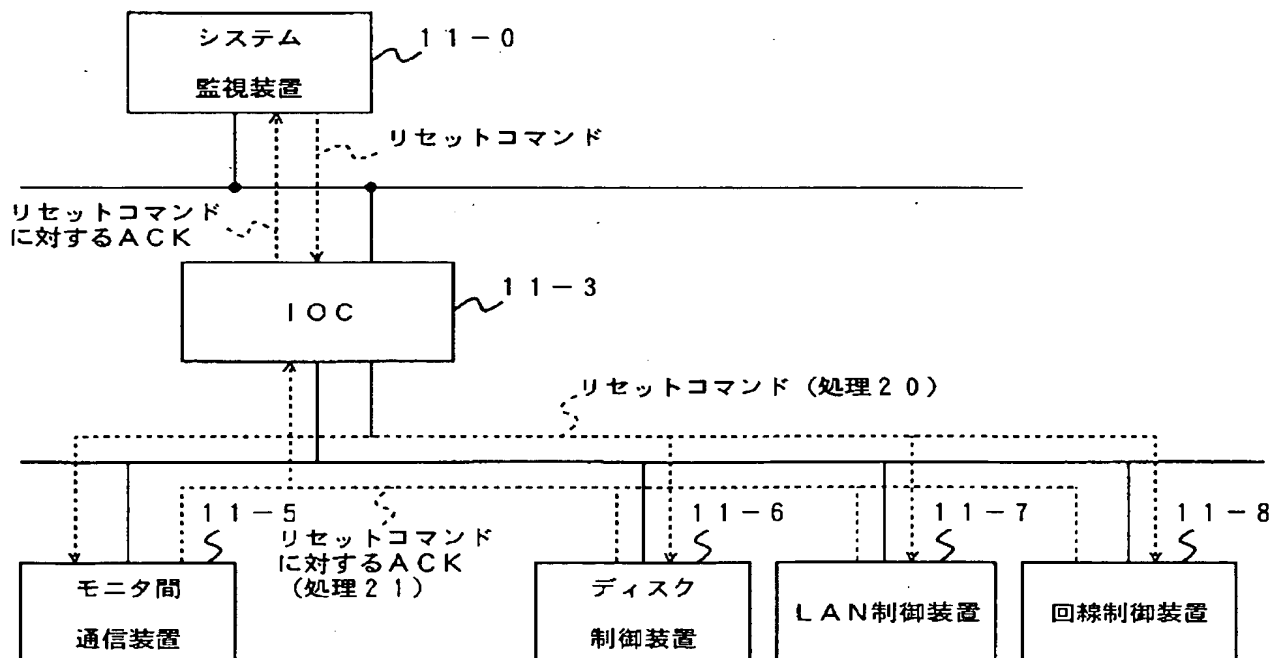 システム
監視装置
11-0
リセットコマンド
リセットコマンド
に対するACK
IOC
11-3
リセットコマンド(処理20)
11-5
11-6
11-7
11-8
リセットコマンド
に対するACK
(処理21)
モニタ間
通信装置
ディスク
制御装置
LAN制御装置
回線制御装置